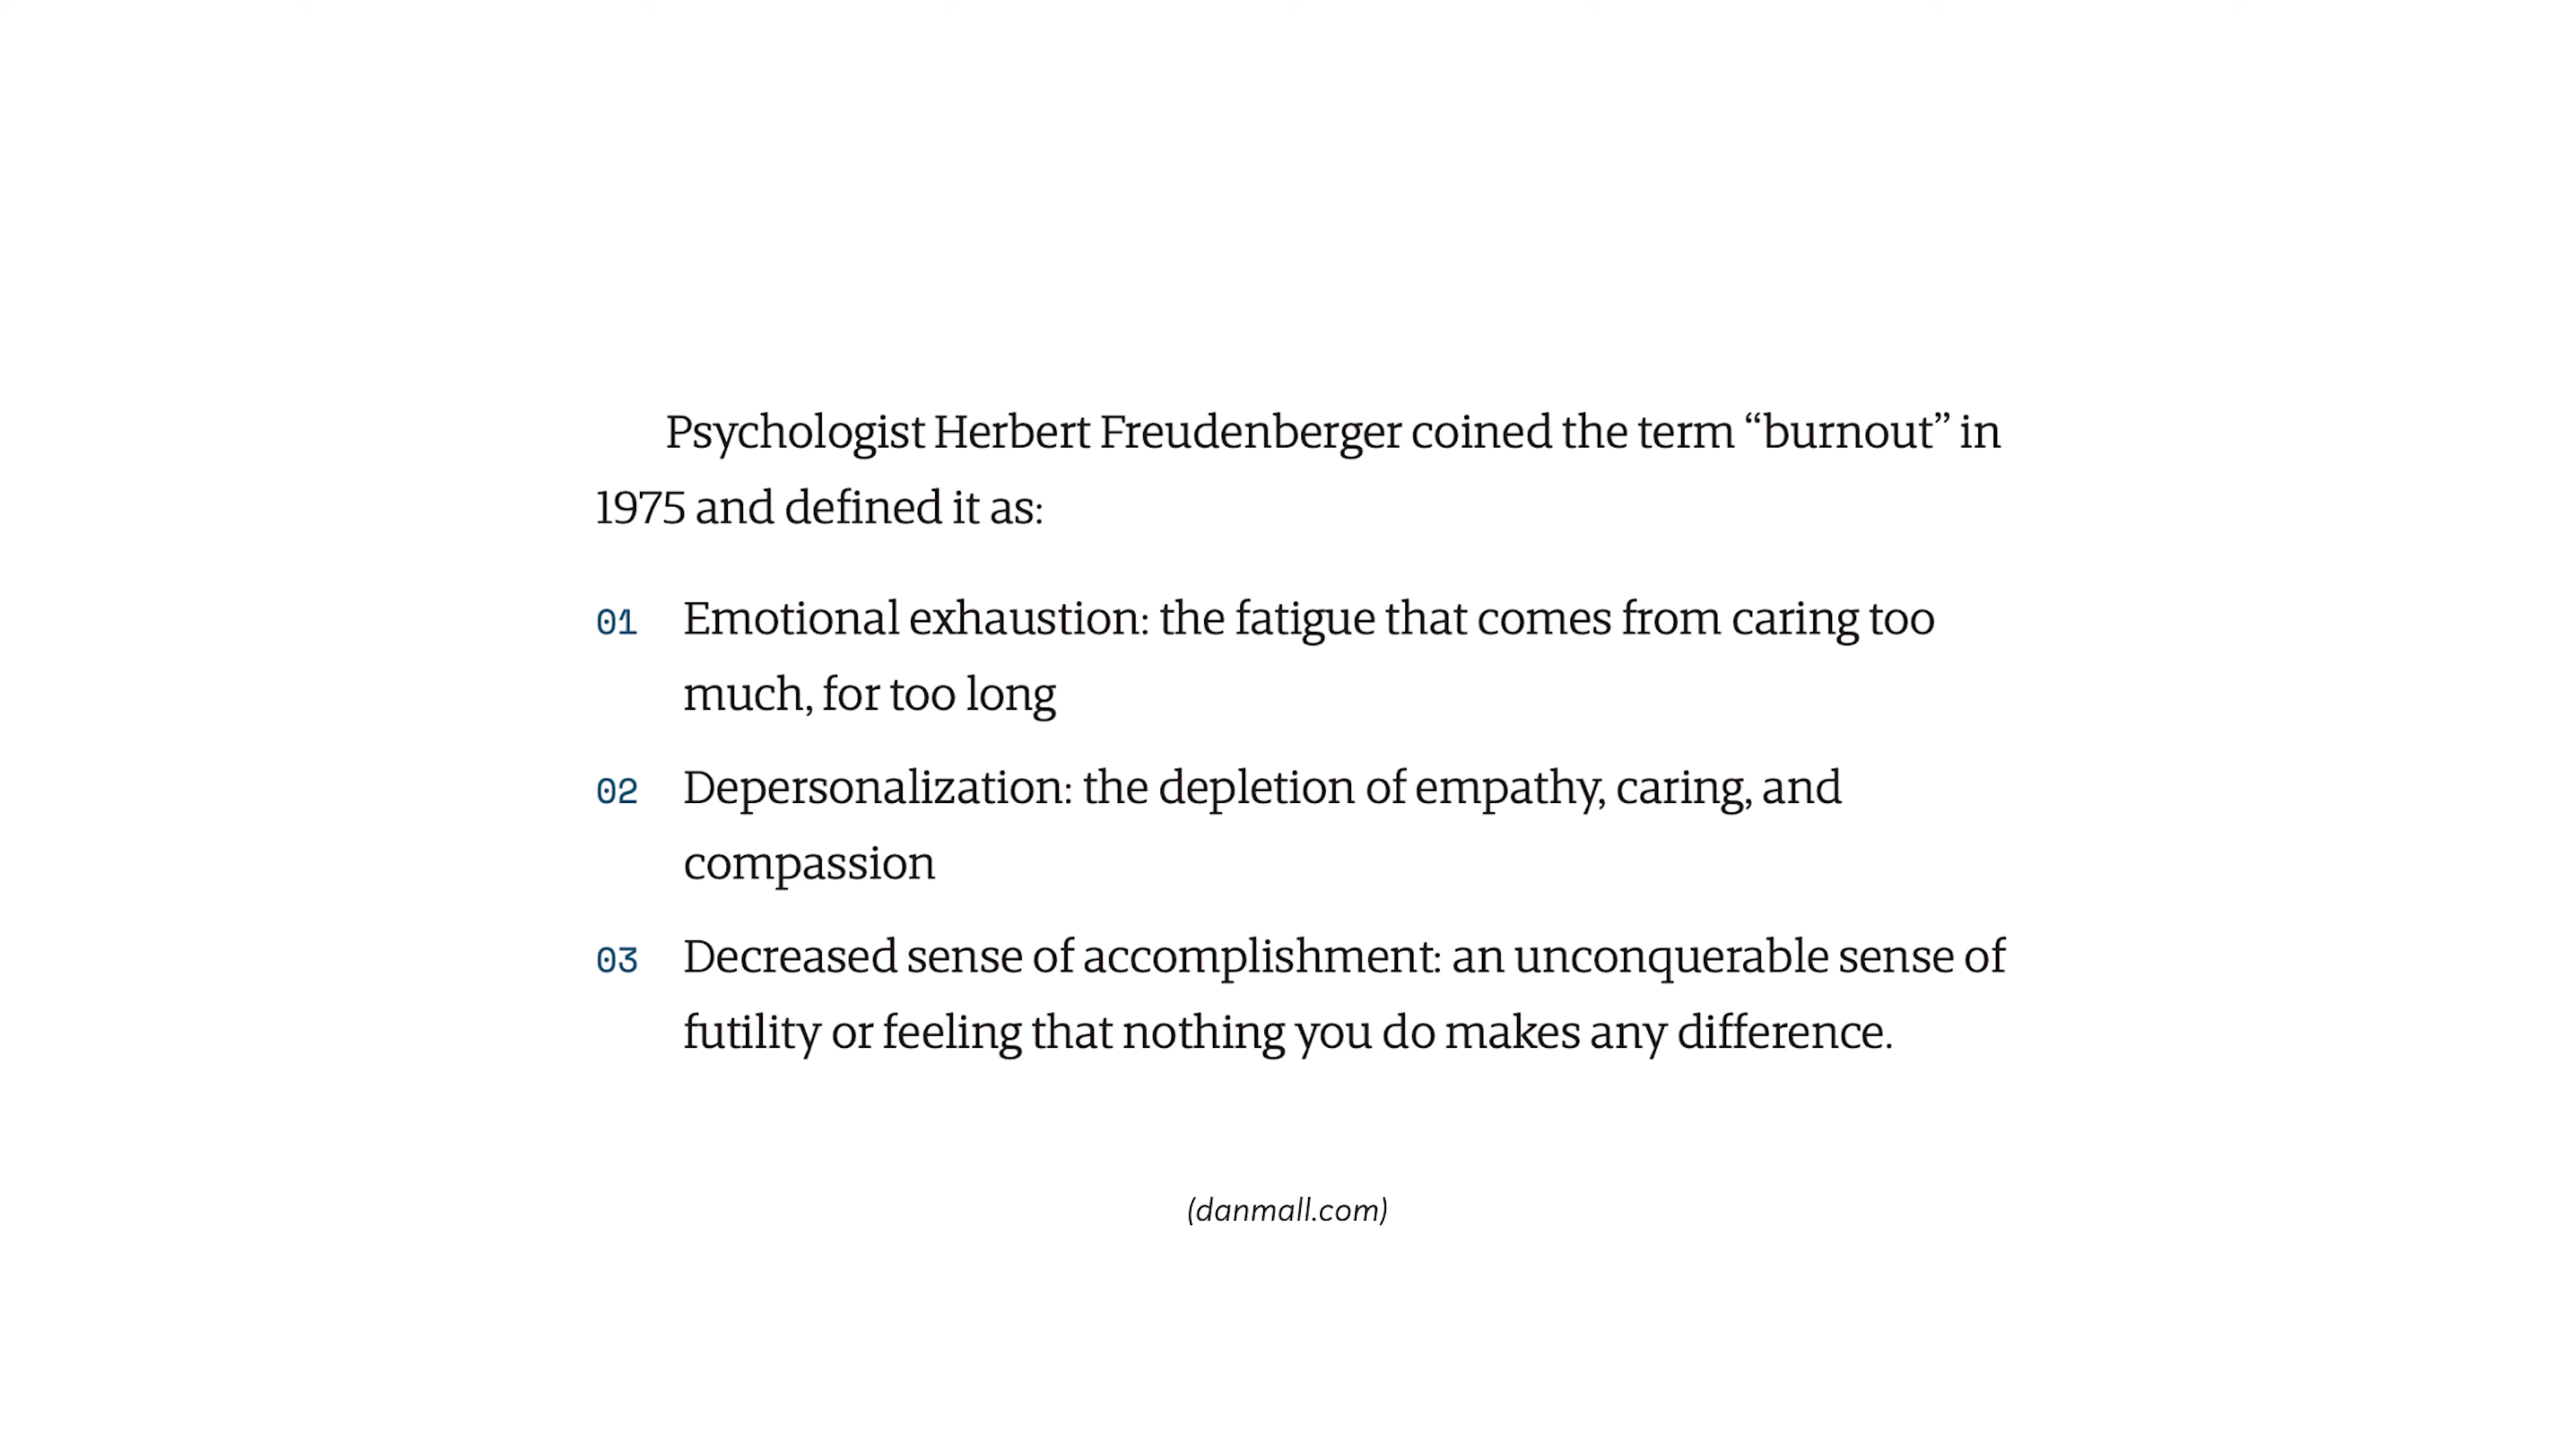 Psychologist Herbert Freudenberger coined the term “burnout” in
1975 and defined it as:
01 Emotional exhaustion: the fatigue that comes from caring too
much, for too long
02 Depersonalization: the depletion of empathy, caring, and
compassion
03 Decreased sense of accomplishment: an unconquerable sense of
futility or feeling that nothing you do makes any difference.
(danmall.com)